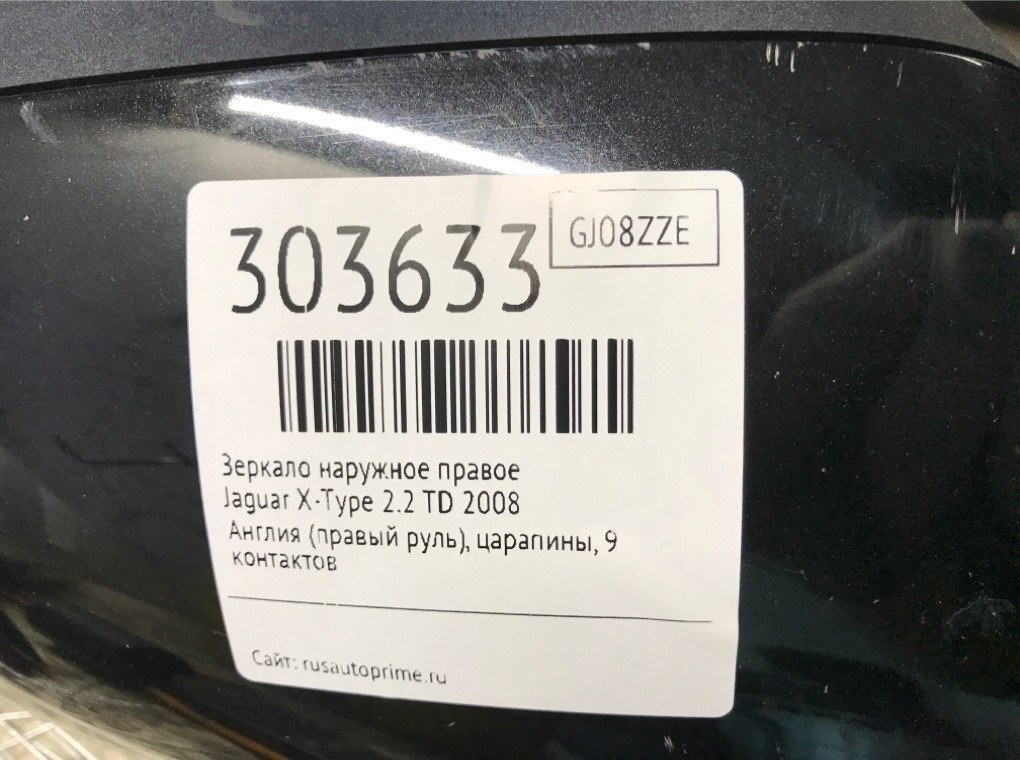 303633
GJ08ZZE
Зеркало наружное правое
Jaguar X-Type 2.2 TD 2008
Англия (правый руль), царапины, 9
контактов
Сайт: rusautoprime.ru